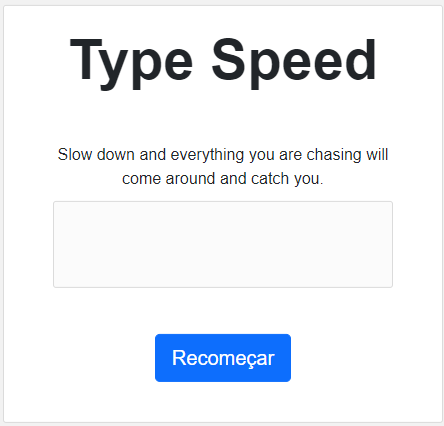 Type Speed
Slow down and everything you are chasing will
come around and catch you.
Recomeçar